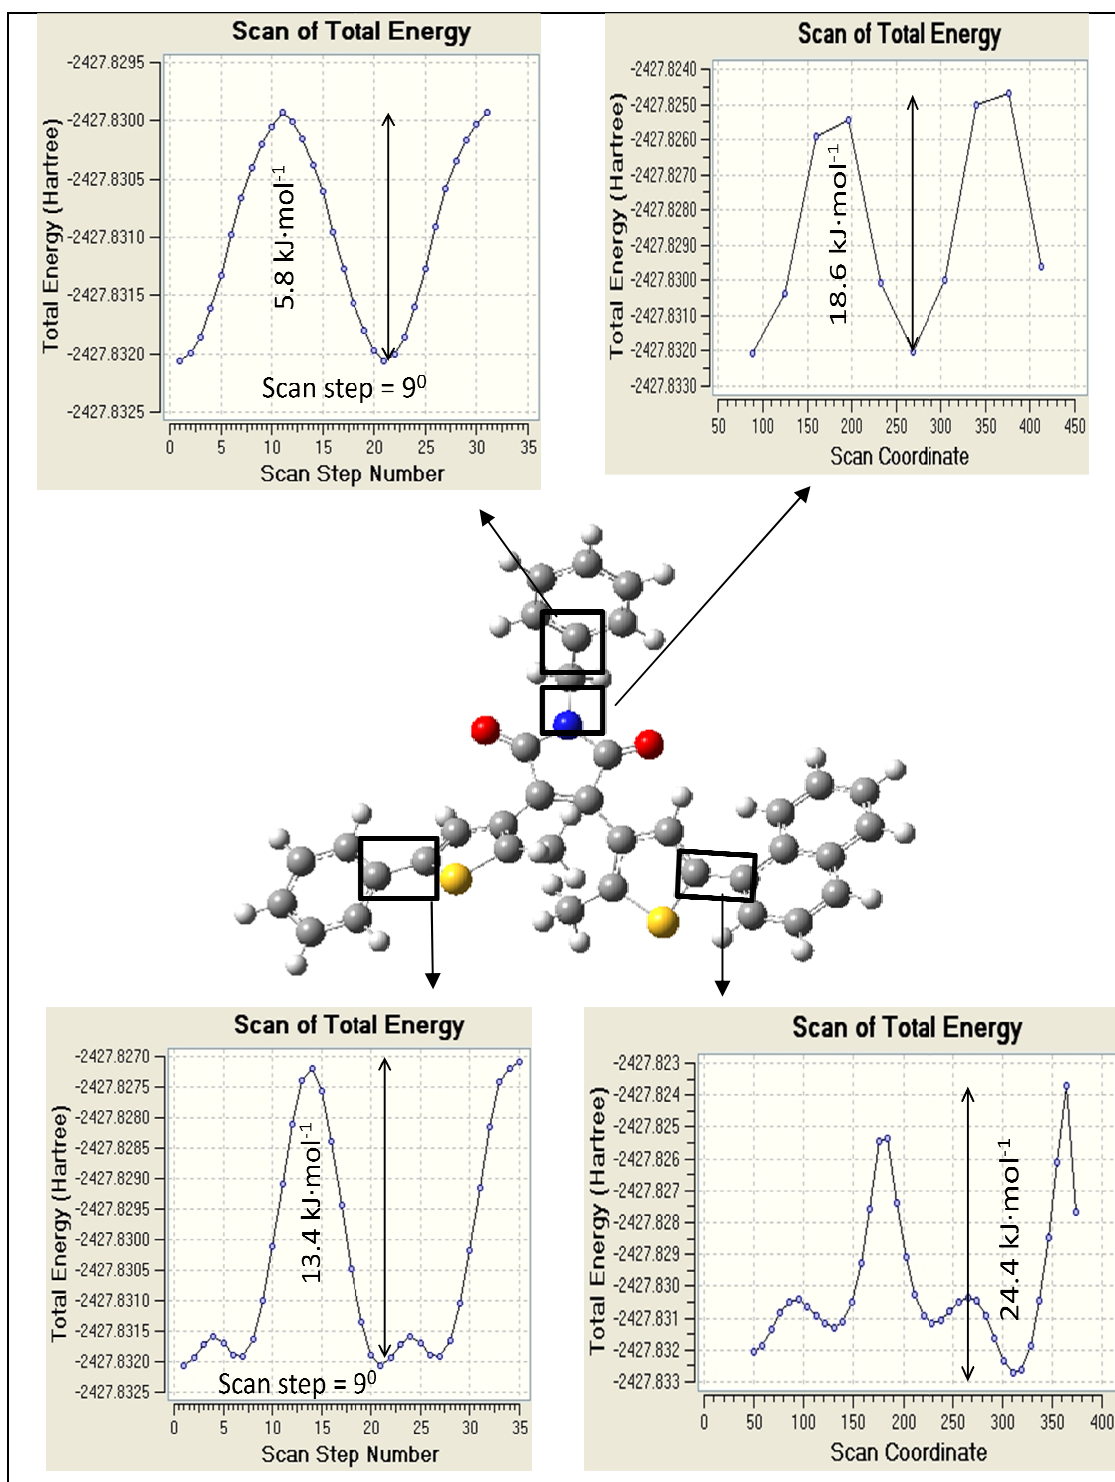 Scan of Total Energy
Total Energy (Hartree)
-2427.8295
-2427.8300
-2427.8305
-2427.8310
-2427.8315
-2427.8320
-2427.8325
5.8 kJ·mol-1
Scan step = 90
0 5 10 15 20 25 30 35
Scan Step Number
Scan of Total Energy
Total Energy (Hartree)
-2427.8240
-2427.8250
-2427.8260
-2427.8270
-2427.8280
-2427.8290
-2427.8300
-2427.8310
-2427.8320
-2427.8330
18.6 kJ·mol-1
50 100 150 200 250 300 350 400 450
Scan Coordinate
Scan of Total Energy
Total Energy (Hartree)
-2427.8270
-2427.8275
-2427.8280
-2427.8285
-2427.8290
-2427.8295
-2427.8300
-2427.8305
-2427.8310
-2427.8315
-2427.8320
-2427.8325
13.4 kJ·mol-1
Scan step = 90
0 5 10 15 20 25 30 35
Scan Step Number
Scan of Total Energy
Total Energy (Hartree)
-2427.823
-2427.824
-2427.825
-2427.826
-2427.827
-2427.828
-2427.829
-2427.830
-2427.831
-2427.832
-2427.833
24.4 kJ·mol-1
0 50 100 150 200 250 300 350 400
Scan Coordinate